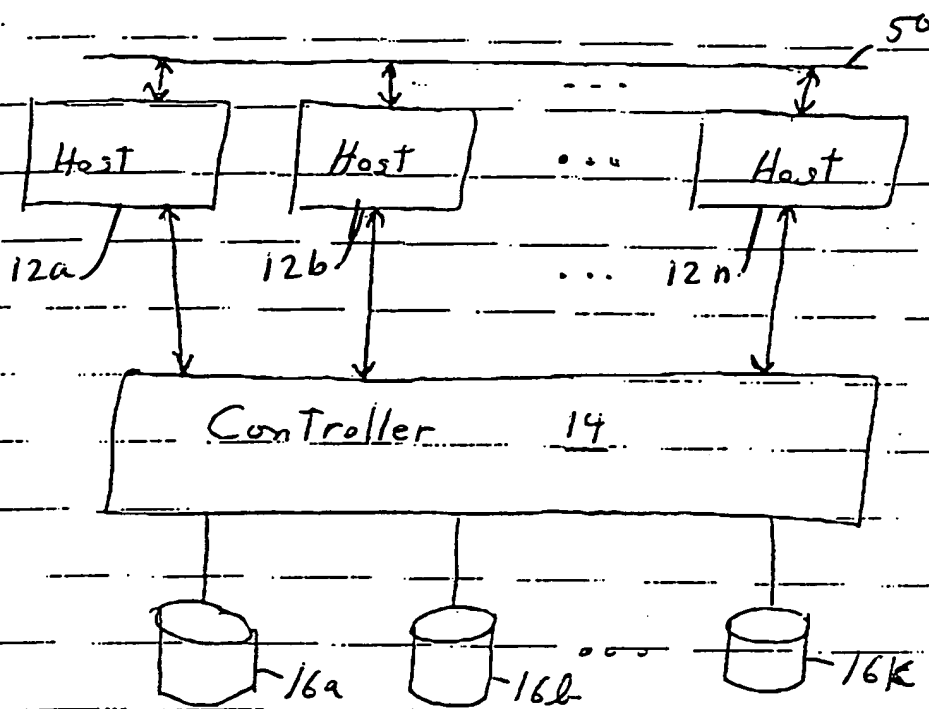 50
Host Host ... Host
12a 12b ... 12n
Controller 14
16a 16b ... 16k